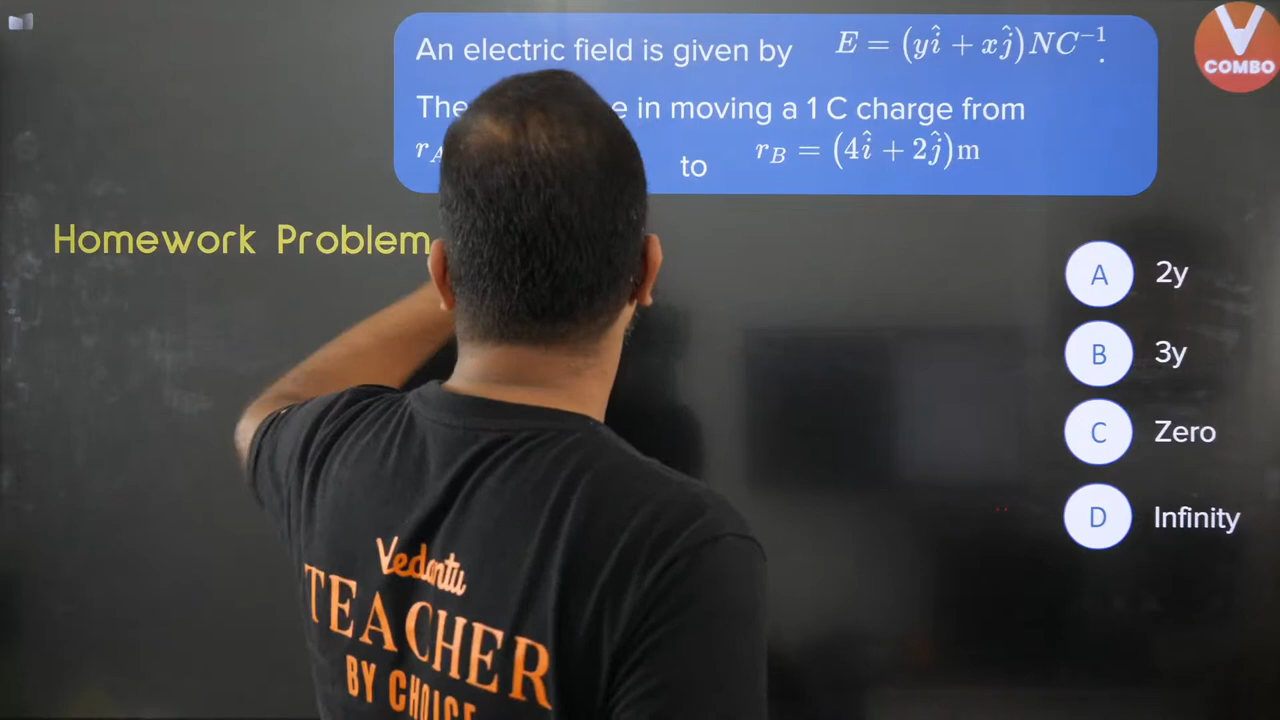 An electric field is given by E = (yî + xĵ)NC⁻¹.
The in moving a 1 C charge from
r_A to r_B = (4î + 2ĵ)m
Homework Problem
A 2y
B 3y
C Zero
D Infinity
V
COMBO
Vedantu
TEACHER
BY CHOICE